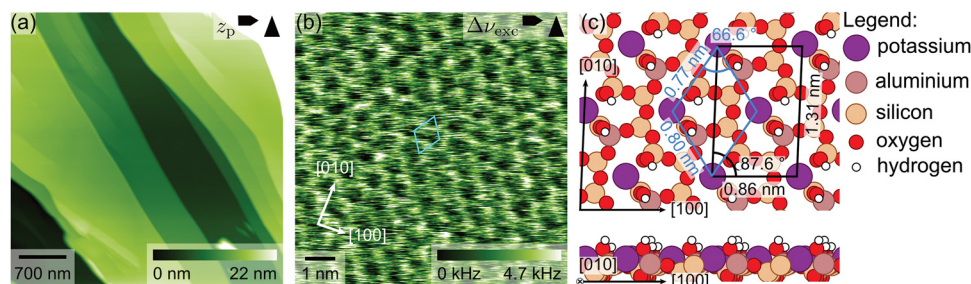 (a)
z_p
700 nm
0 nm 22 nm
(b)
Δν_exc
[010]
[100]
1 nm
0 kHz 4.7 kHz
(c)
66.6 °
[010]
0.77 nm
0.80 nm
1.31 nm
87.6 °
0.86 nm
[100]
[010]
[100]
Legend:
potassium
aluminium
silicon
oxygen
hydrogen